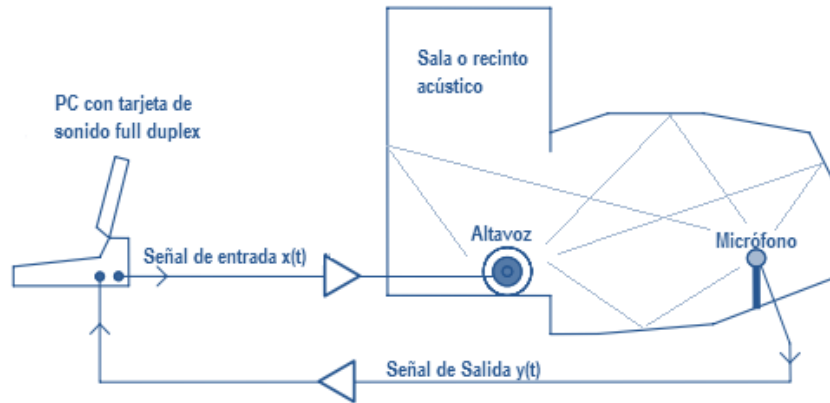 Sala o recinto
acústico
PC con tarjeta de
sonido full duplex
Altavoz
Micrófono
Señal de entrada x(t)
Señal de Salida y(t)